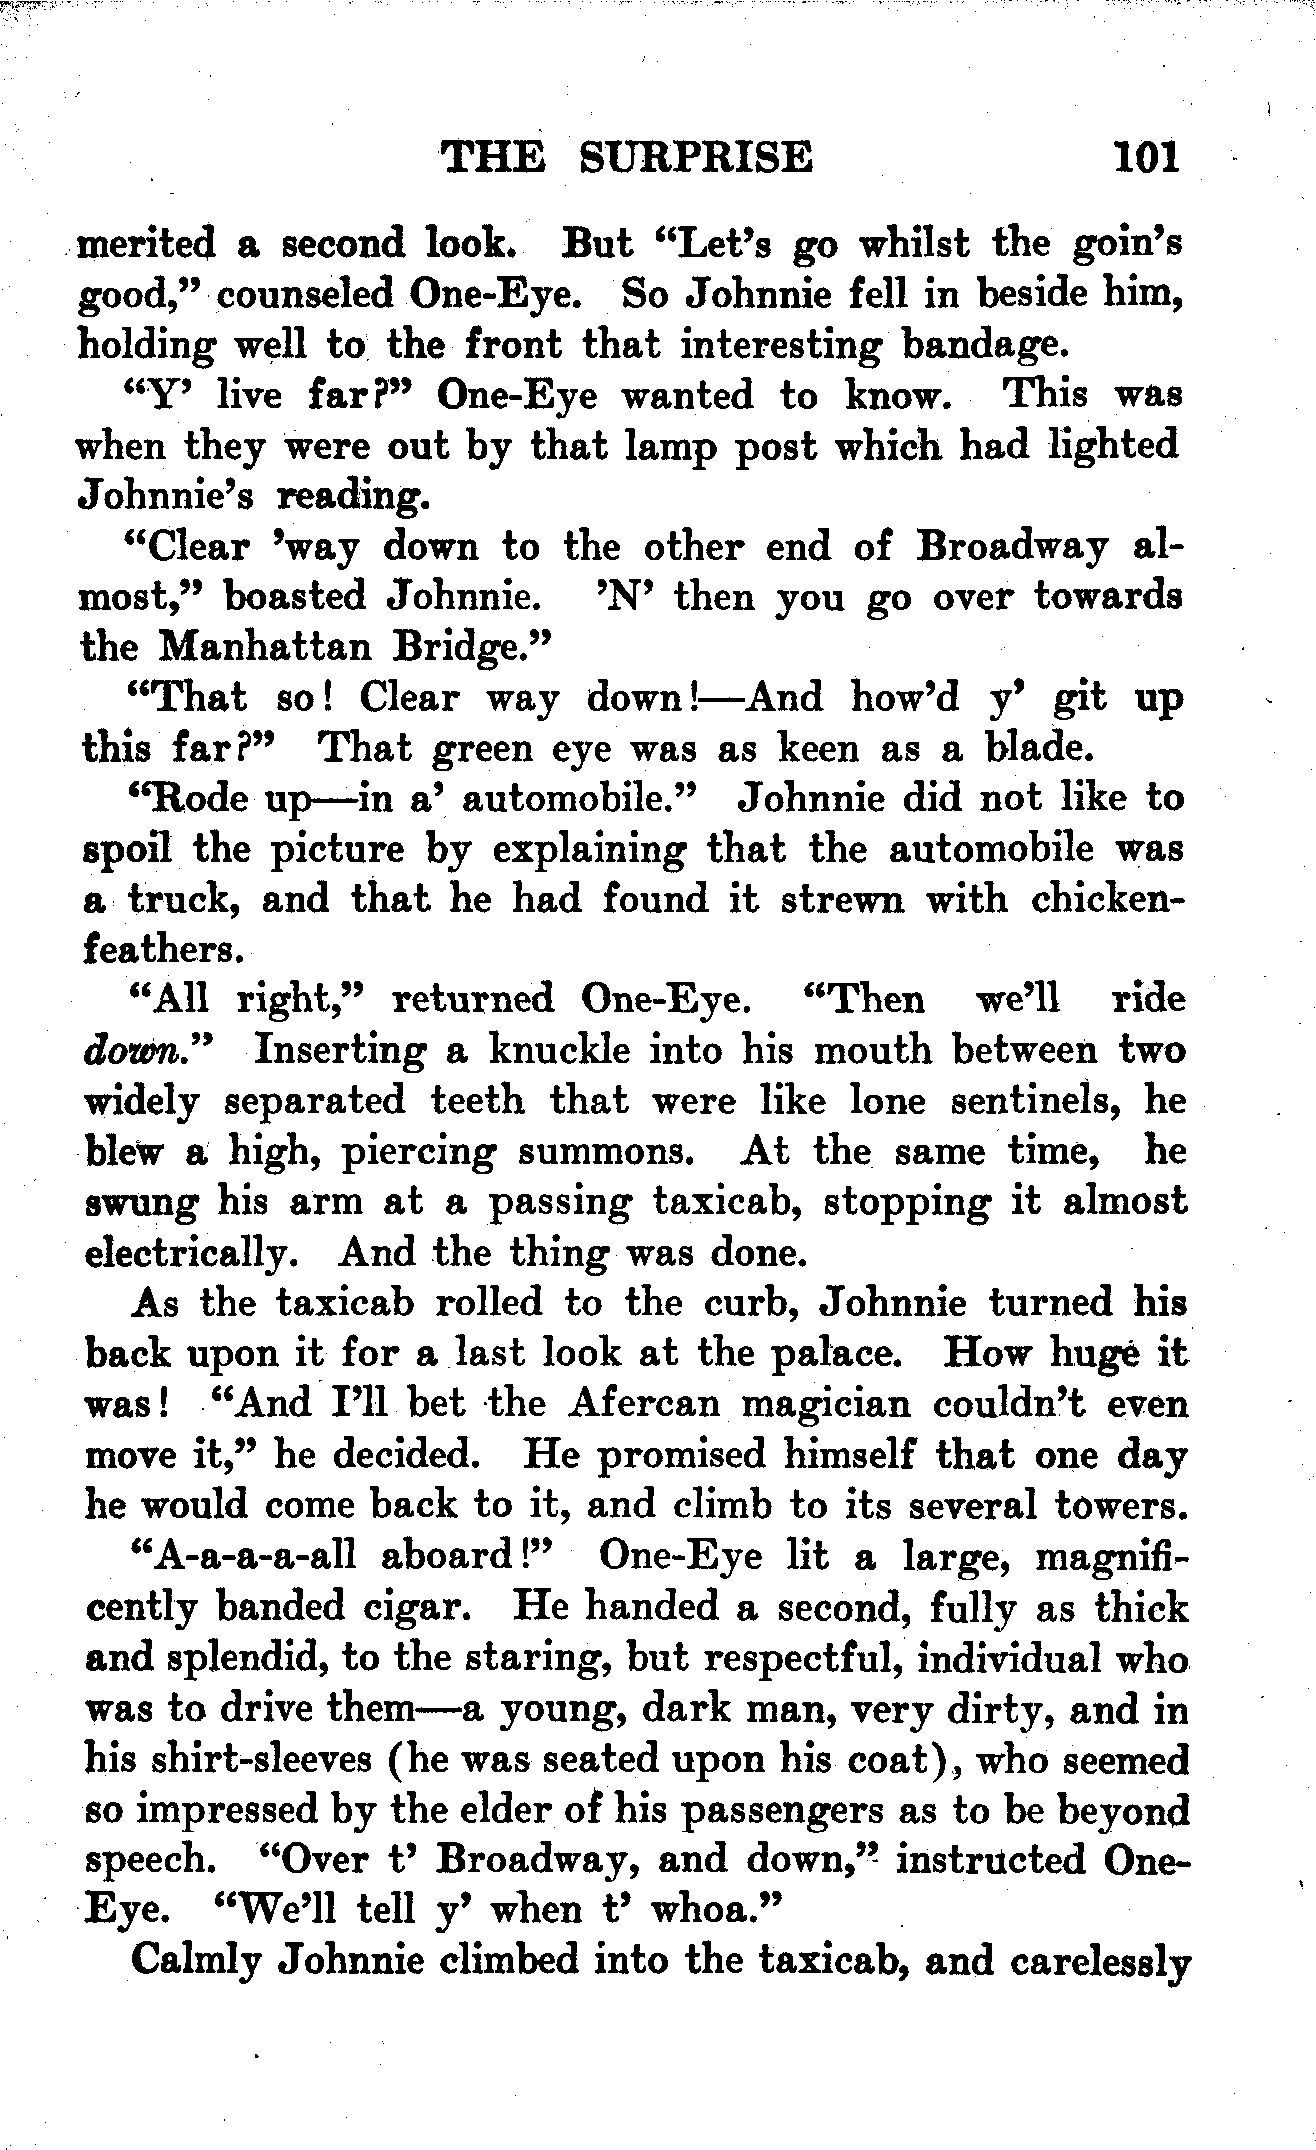 THE SURPRISE 101
merited a second look. But “Let’s go whilst the goin’s
good,” counseled One-Eye. So Johnnie fell in beside him,
holding well to the front that interesting bandage.
“Y’ live far?” One-Eye wanted to know. This was
when they were out by that lamp post which had lighted
Johnnie’s reading.
“Clear ’way down to the other end of Broadway al-
most,” boasted Johnnie. ’N’ then you go over towards
the Manhattan Bridge.”
“That so! Clear way down!—And how’d y’ git up
this far?” That green eye was as keen as a blade.
“Rode up—in a’ automobile.” Johnnie did not like to
spoil the picture by explaining that the automobile was
a truck, and that he had found it strewn with chicken-
feathers.
“All right,” returned One-Eye. “Then we’ll ride
down.” Inserting a knuckle into his mouth between two
widely separated teeth that were like lone sentinels, he
blew a high, piercing summons. At the same time, he
swung his arm at a passing taxicab, stopping it almost
electrically. And the thing was done.
As the taxicab rolled to the curb, Johnnie turned his
back upon it for a last look at the palace. How huge it
was! “And I’ll bet the Afercan magician couldn’t even
move it,” he decided. He promised himself that one day
he would come back to it, and climb to its several towers.
“A-a-a-a-all aboard!” One-Eye lit a large, magnifi-
cently banded cigar. He handed a second, fully as thick
and splendid, to the staring, but respectful, individual who
was to drive them—a young, dark man, very dirty, and in
his shirt-sleeves (he was seated upon his coat), who seemed
so impressed by the elder of his passengers as to be beyond
speech. “Over t’ Broadway, and down,” instructed One-
Eye. “We’ll tell y’ when t’ whoa.”
Calmly Johnnie climbed into the taxicab, and carelessly